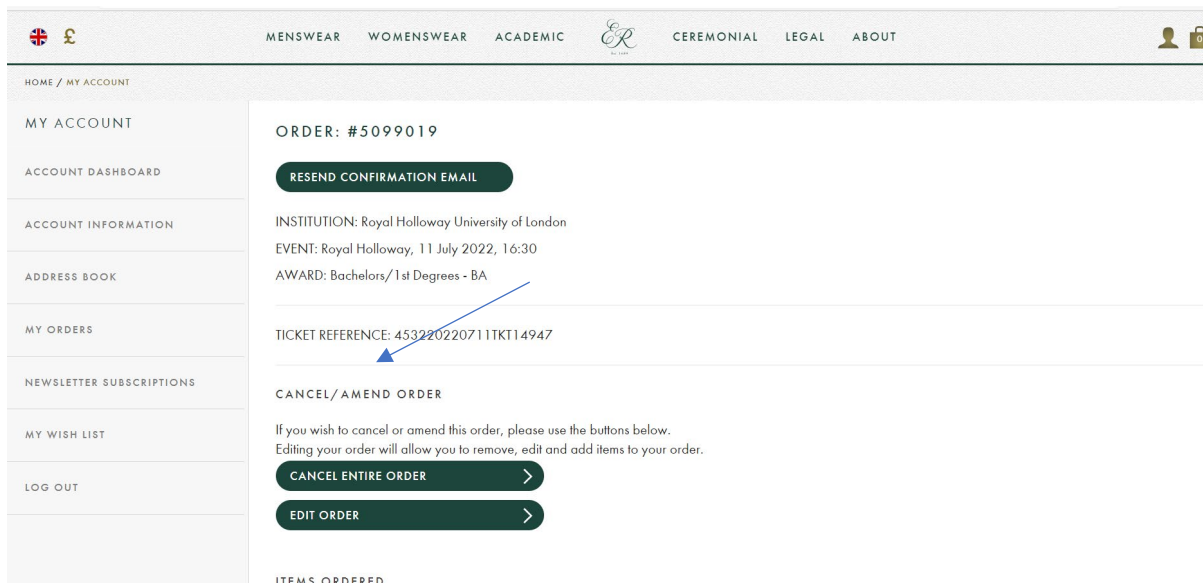 £
MENSWEAR WOMENSWEAR ACADEMIC ER CEREMONIAL LEGAL ABOUT
0
HOME / MY ACCOUNT
MY ACCOUNT
ACCOUNT DASHBOARD
ACCOUNT INFORMATION
ADDRESS BOOK
MY ORDERS
NEWSLETTER SUBSCRIPTIONS
MY WISH LIST
LOG OUT
ORDER: #5099019
RESEND CONFIRMATION EMAIL
INSTITUTION: Royal Holloway University of London
EVENT: Royal Holloway, 11 July 2022, 16:30
AWARD: Bachelors/1st Degrees - BA
TICKET REFERENCE: 453220220711TKT14947
CANCEL/AMEND ORDER
If you wish to cancel or amend this order, please use the buttons below.
Editing your order will allow you to remove, edit and add items to your order.
CANCEL ENTIRE ORDER
EDIT ORDER
ITEMS ORDERED